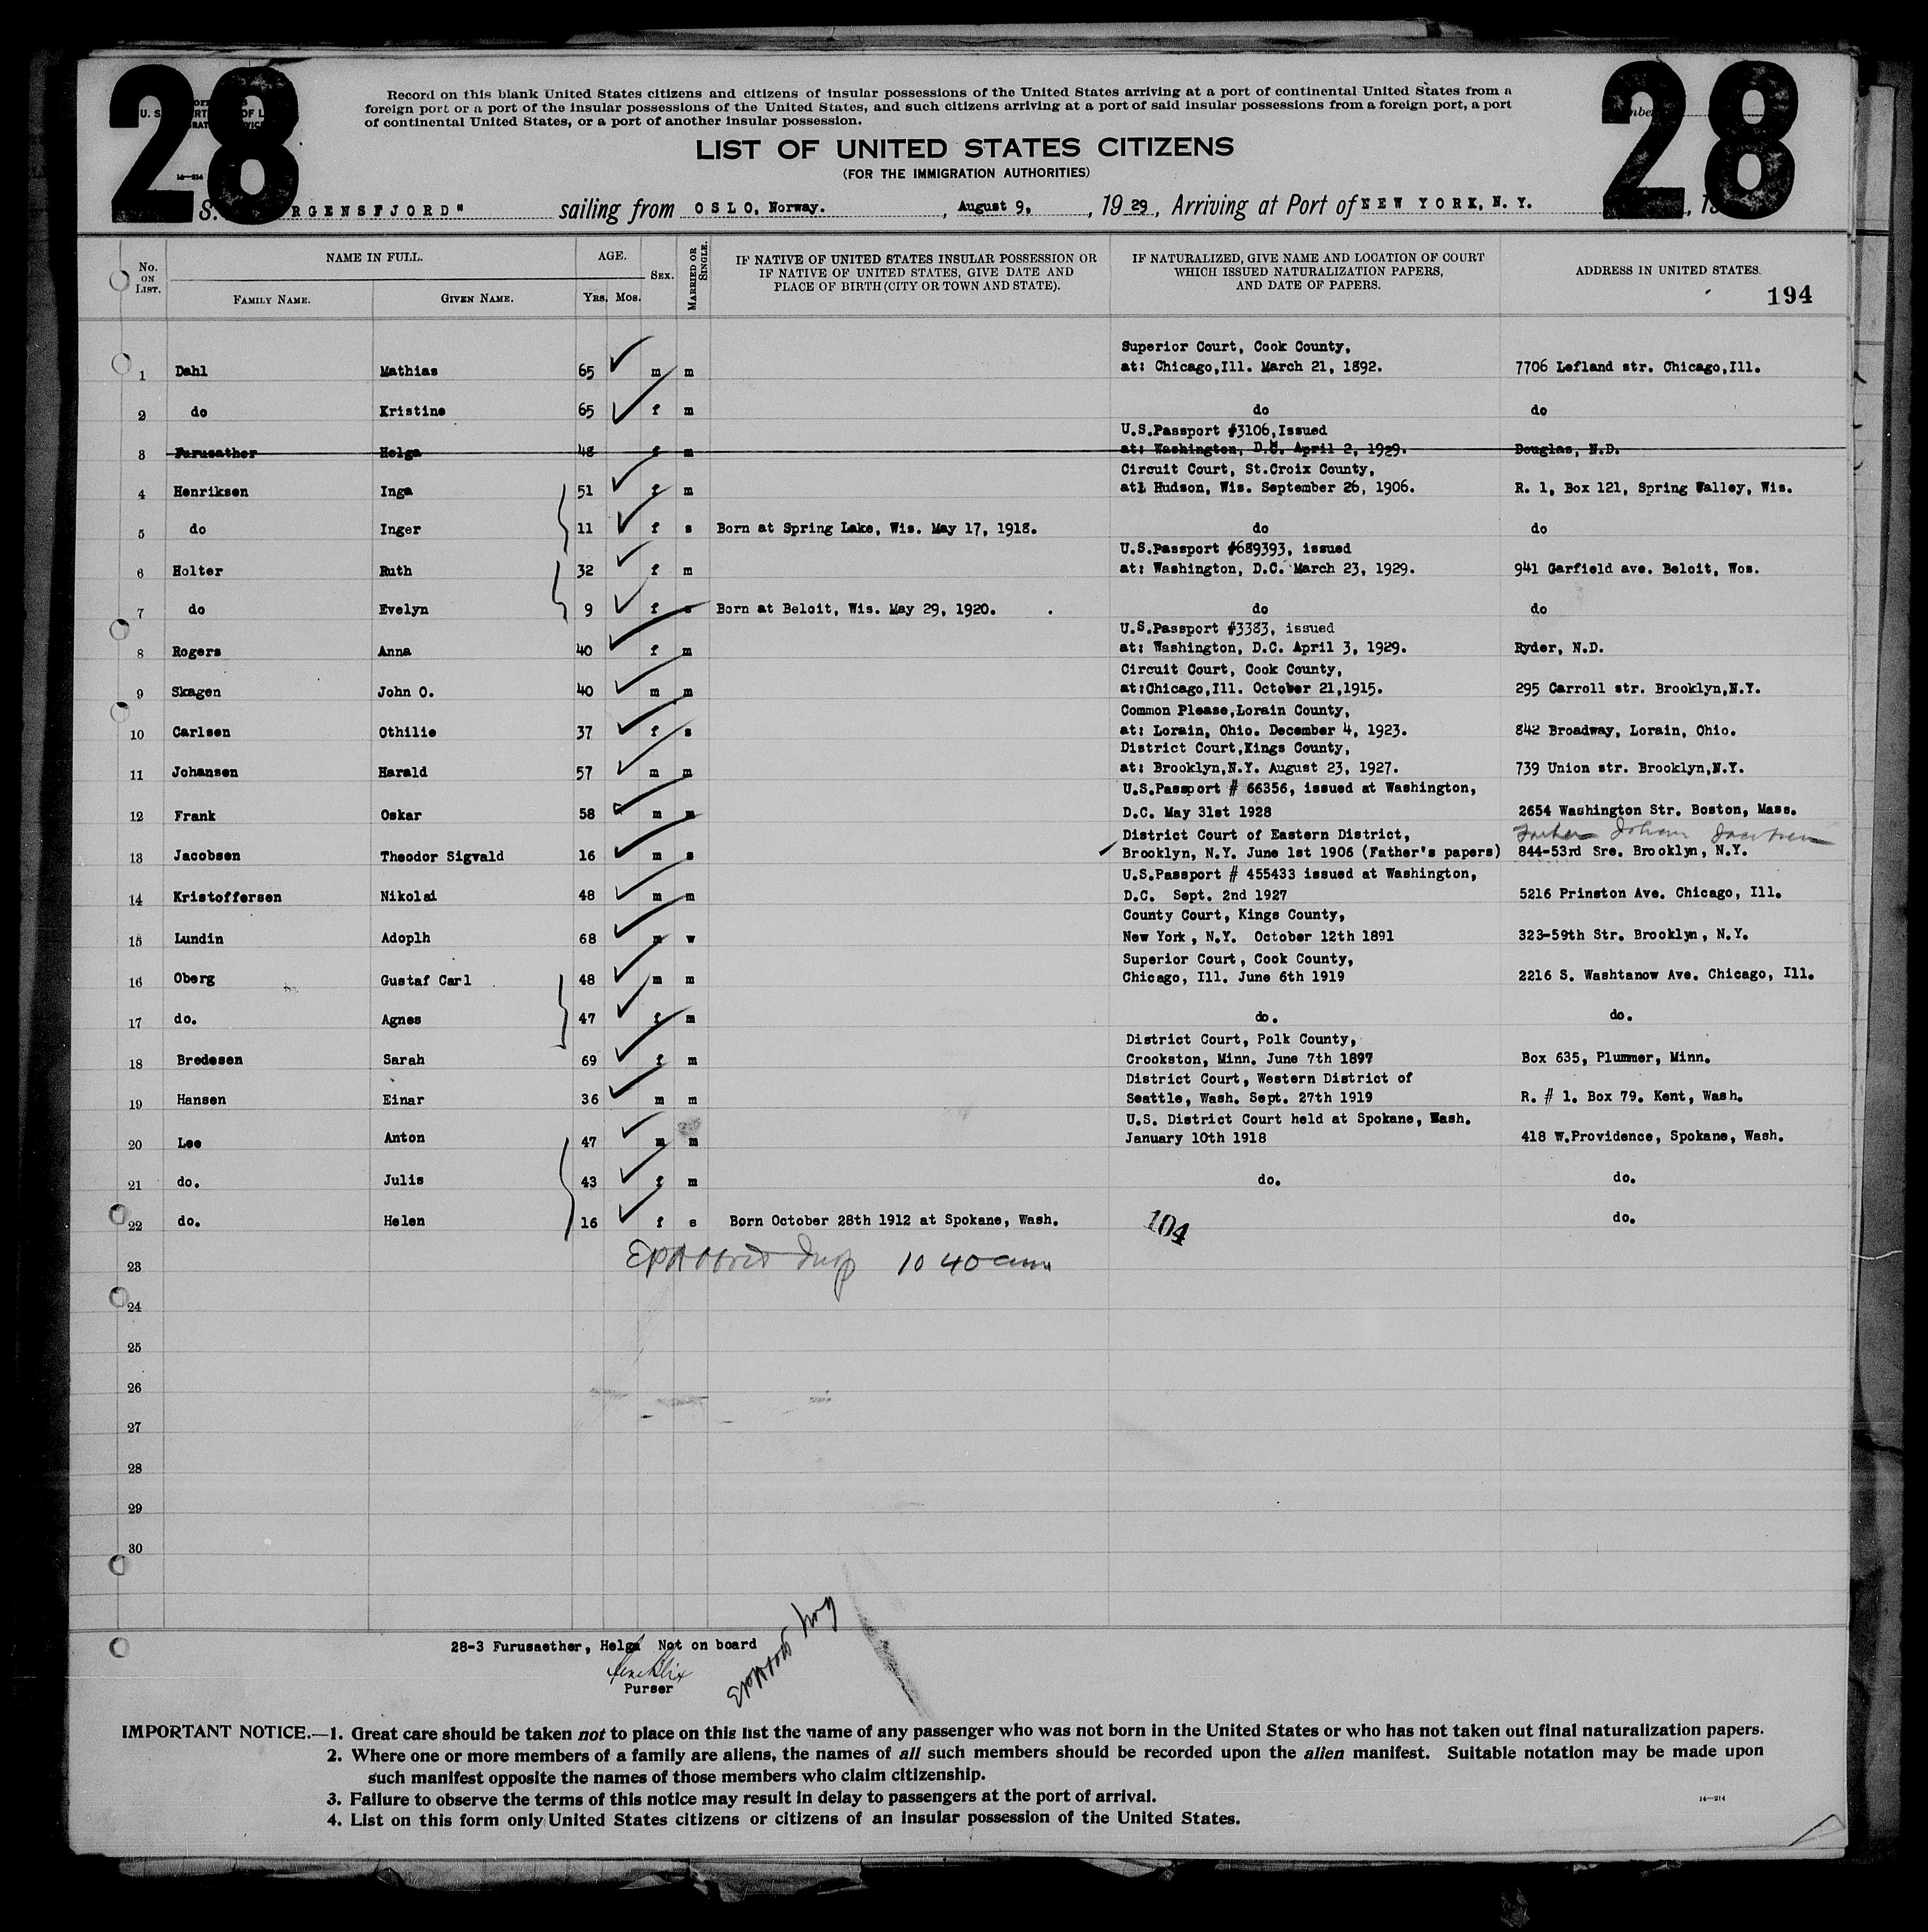 28
28
Record on this blank United States citizens and citizens of insular possessions of the United States arriving at a port of continental United States from a
foreign port or a port of the insular possessions of the United States, and such citizens arriving at a port of said insular possessions from a foreign port, a port
of continental United States, or a port of another insular possession.
LIST OF UNITED STATES CITIZENS
(FOR THE IMMIGRATION AUTHORITIES)
S. RGENSFJORD" sailing from OSLO, Norway. , August 9, , 1929, Arriving at Port of NEW YORK, N.Y. , 1
No. ON LIST. NAME IN FULL. AGE. SEX. MARRIED OR SINGLE. IF NATIVE OF UNITED STATES INSULAR POSSESSION OR IF NATIVE OF UNITED STATES, GIVE DATE AND PLACE OF BIRTH (CITY OR TOWN AND STATE). IF NATURALIZED, GIVE NAME AND LOCATION OF COURT WHICH ISSUED NATURALIZATION PAPERS, AND DATE OF PAPERS. ADDRESS IN UNITED STATES.
FAMILY NAME. GIVEN NAME. YRS. MOS. 194
Superior Court, Cook County,
1 Dahl Mathias 65 m m at: Chicago,Ill. March 21, 1892. 7706 Lefland str. Chicago,Ill.
2 do Kristine 65 f m do do
U.S.Passport #3106,Issued
3 Furusather Helga 48 f m at: Washington, D.C. April 2, 1929. Douglas, N.D.
Circuit Court, St.Croix County,
4 Henriksen Inga 51 f m atl Hudson, Wis. September 26, 1906. R. 1, Box 121, Spring Valley, Wis.
5 do Inger 11 f s Born at Spring Lake, Wis. May 17, 1918. do do
U.S.Passport #689393, issued
6 Holter Ruth 32 f m at: Washington, D.C. March 23, 1929. 941 Garfield ave. Beloit, Wos.
7 do Evelyn 9 f s Born at Beloit, Wis. May 29, 1920. do do
U.S.Passport #3383, issued
8 Rogers Anna 40 f m at: Washington, D.C. April 3, 1929. Ryder, N.D.
Circuit Court, Cook County,
9 Skagen John O. 40 m m at:Chicago,Ill. October 21,1915. 295 Carroll str. Brooklyn,N.Y.
Common Please,Lorain County,
10 Carlsen Othilie 37 f s at: Lorain, Ohio. December 4, 1923. 842 Broadway, Lorain, Ohio.
District Court,Kings County,
11 Johansen Harald 57 m m at: Brooklyn,N.Y. August 23, 1927. 739 Union str. Brooklyn,N.Y.
U.S.Passport # 66356, issued at Washington,
12 Frank Oskar 58 m m D.C. May 31st 1928 2654 Washington Str. Boston, Mass.
District Court of Eastern District, Father Johan Jacobsen
13 Jacobsen Theodor Sigvald 16 m s Brooklyn, N.Y. June 1st 1906 (Father's papers) 844-53rd Sre. Brooklyn, N.Y.
U.S.Passport # 455433 issued at Washington,
14 Kristoffersen Nikolai 48 m m D.C. Sept. 2nd 1927 5216 Prinston Ave. Chicago, Ill.
County Court, Kings County,
15 Lundin Adoplh 68 m w New York, N.Y. October 12th 1891 323-59th Str. Brooklyn, N.Y.
Superior Court, Cook County,
16 Oberg Gustaf Carl 48 m m Chicago, Ill. June 6th 1919 2216 S. Washtanow Ave. Chicago, Ill.
17 do. Agnes 47 f m do. do.
District Court, Polk County,
18 Bredesen Sarah 69 f m Crookston, Minn. June 7th 1897 Box 635, Plummer, Minn.
District Court, Western District of
19 Hansen Einar 36 m m Seattle, Wash. Sept. 27th 1919 R. # 1. Box 79. Kent, Wash.
U.S. District Court held at Spokane, Wash.
20 Lee Anton 47 m m January 10th 1918 418 W.Providence, Spokane, Wash.
21 do. Julis 43 f m do. do.
22 do. Helen 16 f s Born October 28th 1912 at Spokane, Wash. 104 do.
23 Insp 10 40 am
24
25
26
27
28
29
30
28-3 Furusaether, Helga Not on board
Purser
IMPORTANT NOTICE.—1. Great care should be taken not to place on this list the name of any passenger who was not born in the United States or who has not taken out final naturalization papers.
2. Where one or more members of a family are aliens, the names of all such members should be recorded upon the alien manifest. Suitable notation may be made upon
such manifest opposite the names of those members who claim citizenship.
3. Failure to observe the terms of this notice may result in delay to passengers at the port of arrival.
4. List on this form only United States citizens or citizens of an insular possession of the United States.
14—214